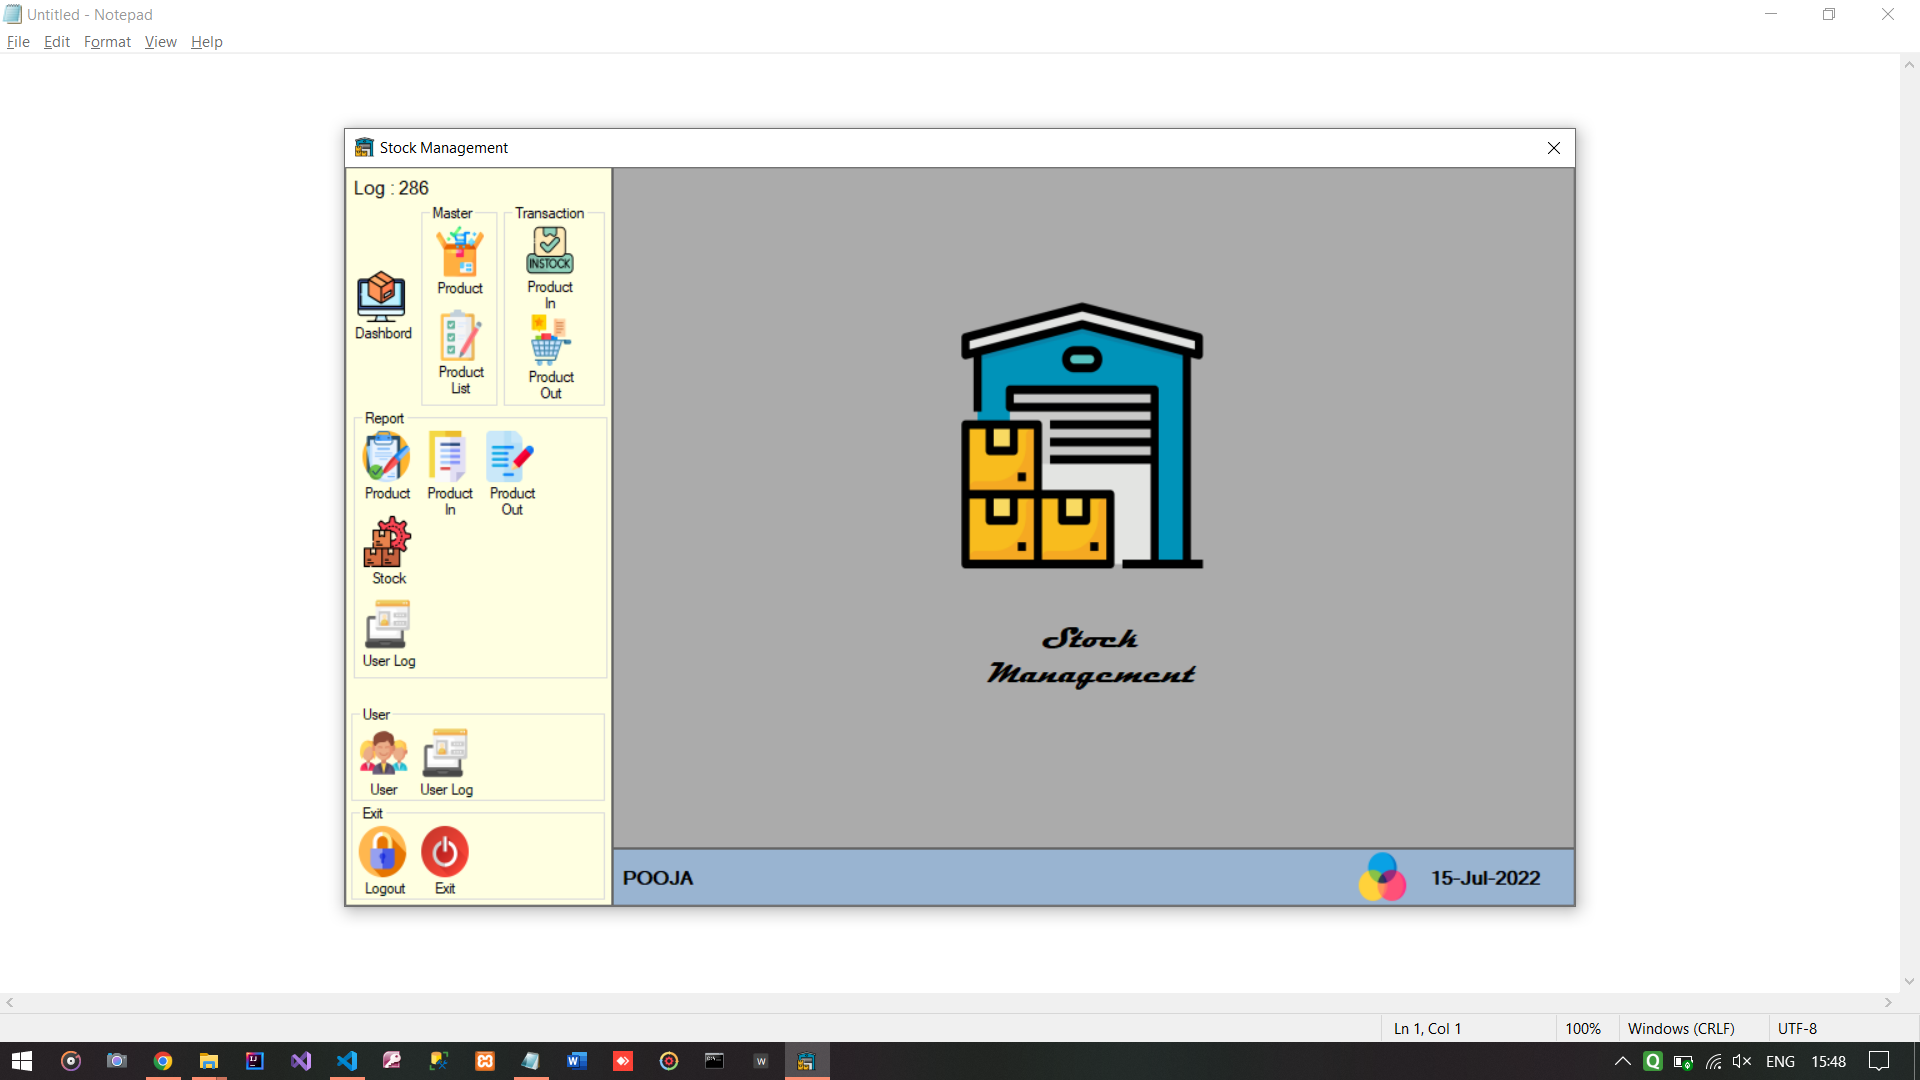 Untitled - Notepad
File Edit Format View Help
Stock Management
Log : 286
Master
Transaction
INSTOCK
Product
Product
In
Dashbord
Product
List
Product
Out
Report
Product
Product
In
Product
Out
Stock
User Log
User
User
User Log
Exit
Logout
Exit
Stock
Management
POOJA
15-Jul-2022
Ln 1, Col 1
100%
Windows (CRLF)
UTF-8
ENG
15:48